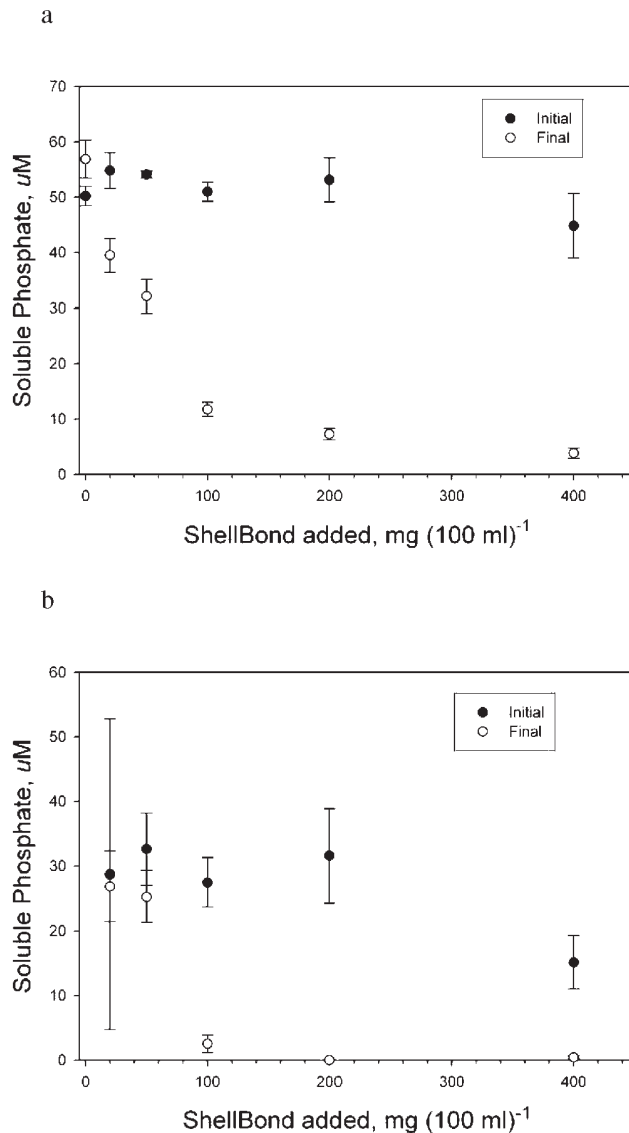 a
70
60
50
40
30
20
10
0
Soluble Phosphate, uM
Initial
Final
0 100 200 300 400
ShellBond added, mg (100 ml)-1
b
60
50
40
30
20
10
0
Soluble Phosphate, uM
Initial
Final
0 100 200 300 400
ShellBond added, mg (100 ml)-1